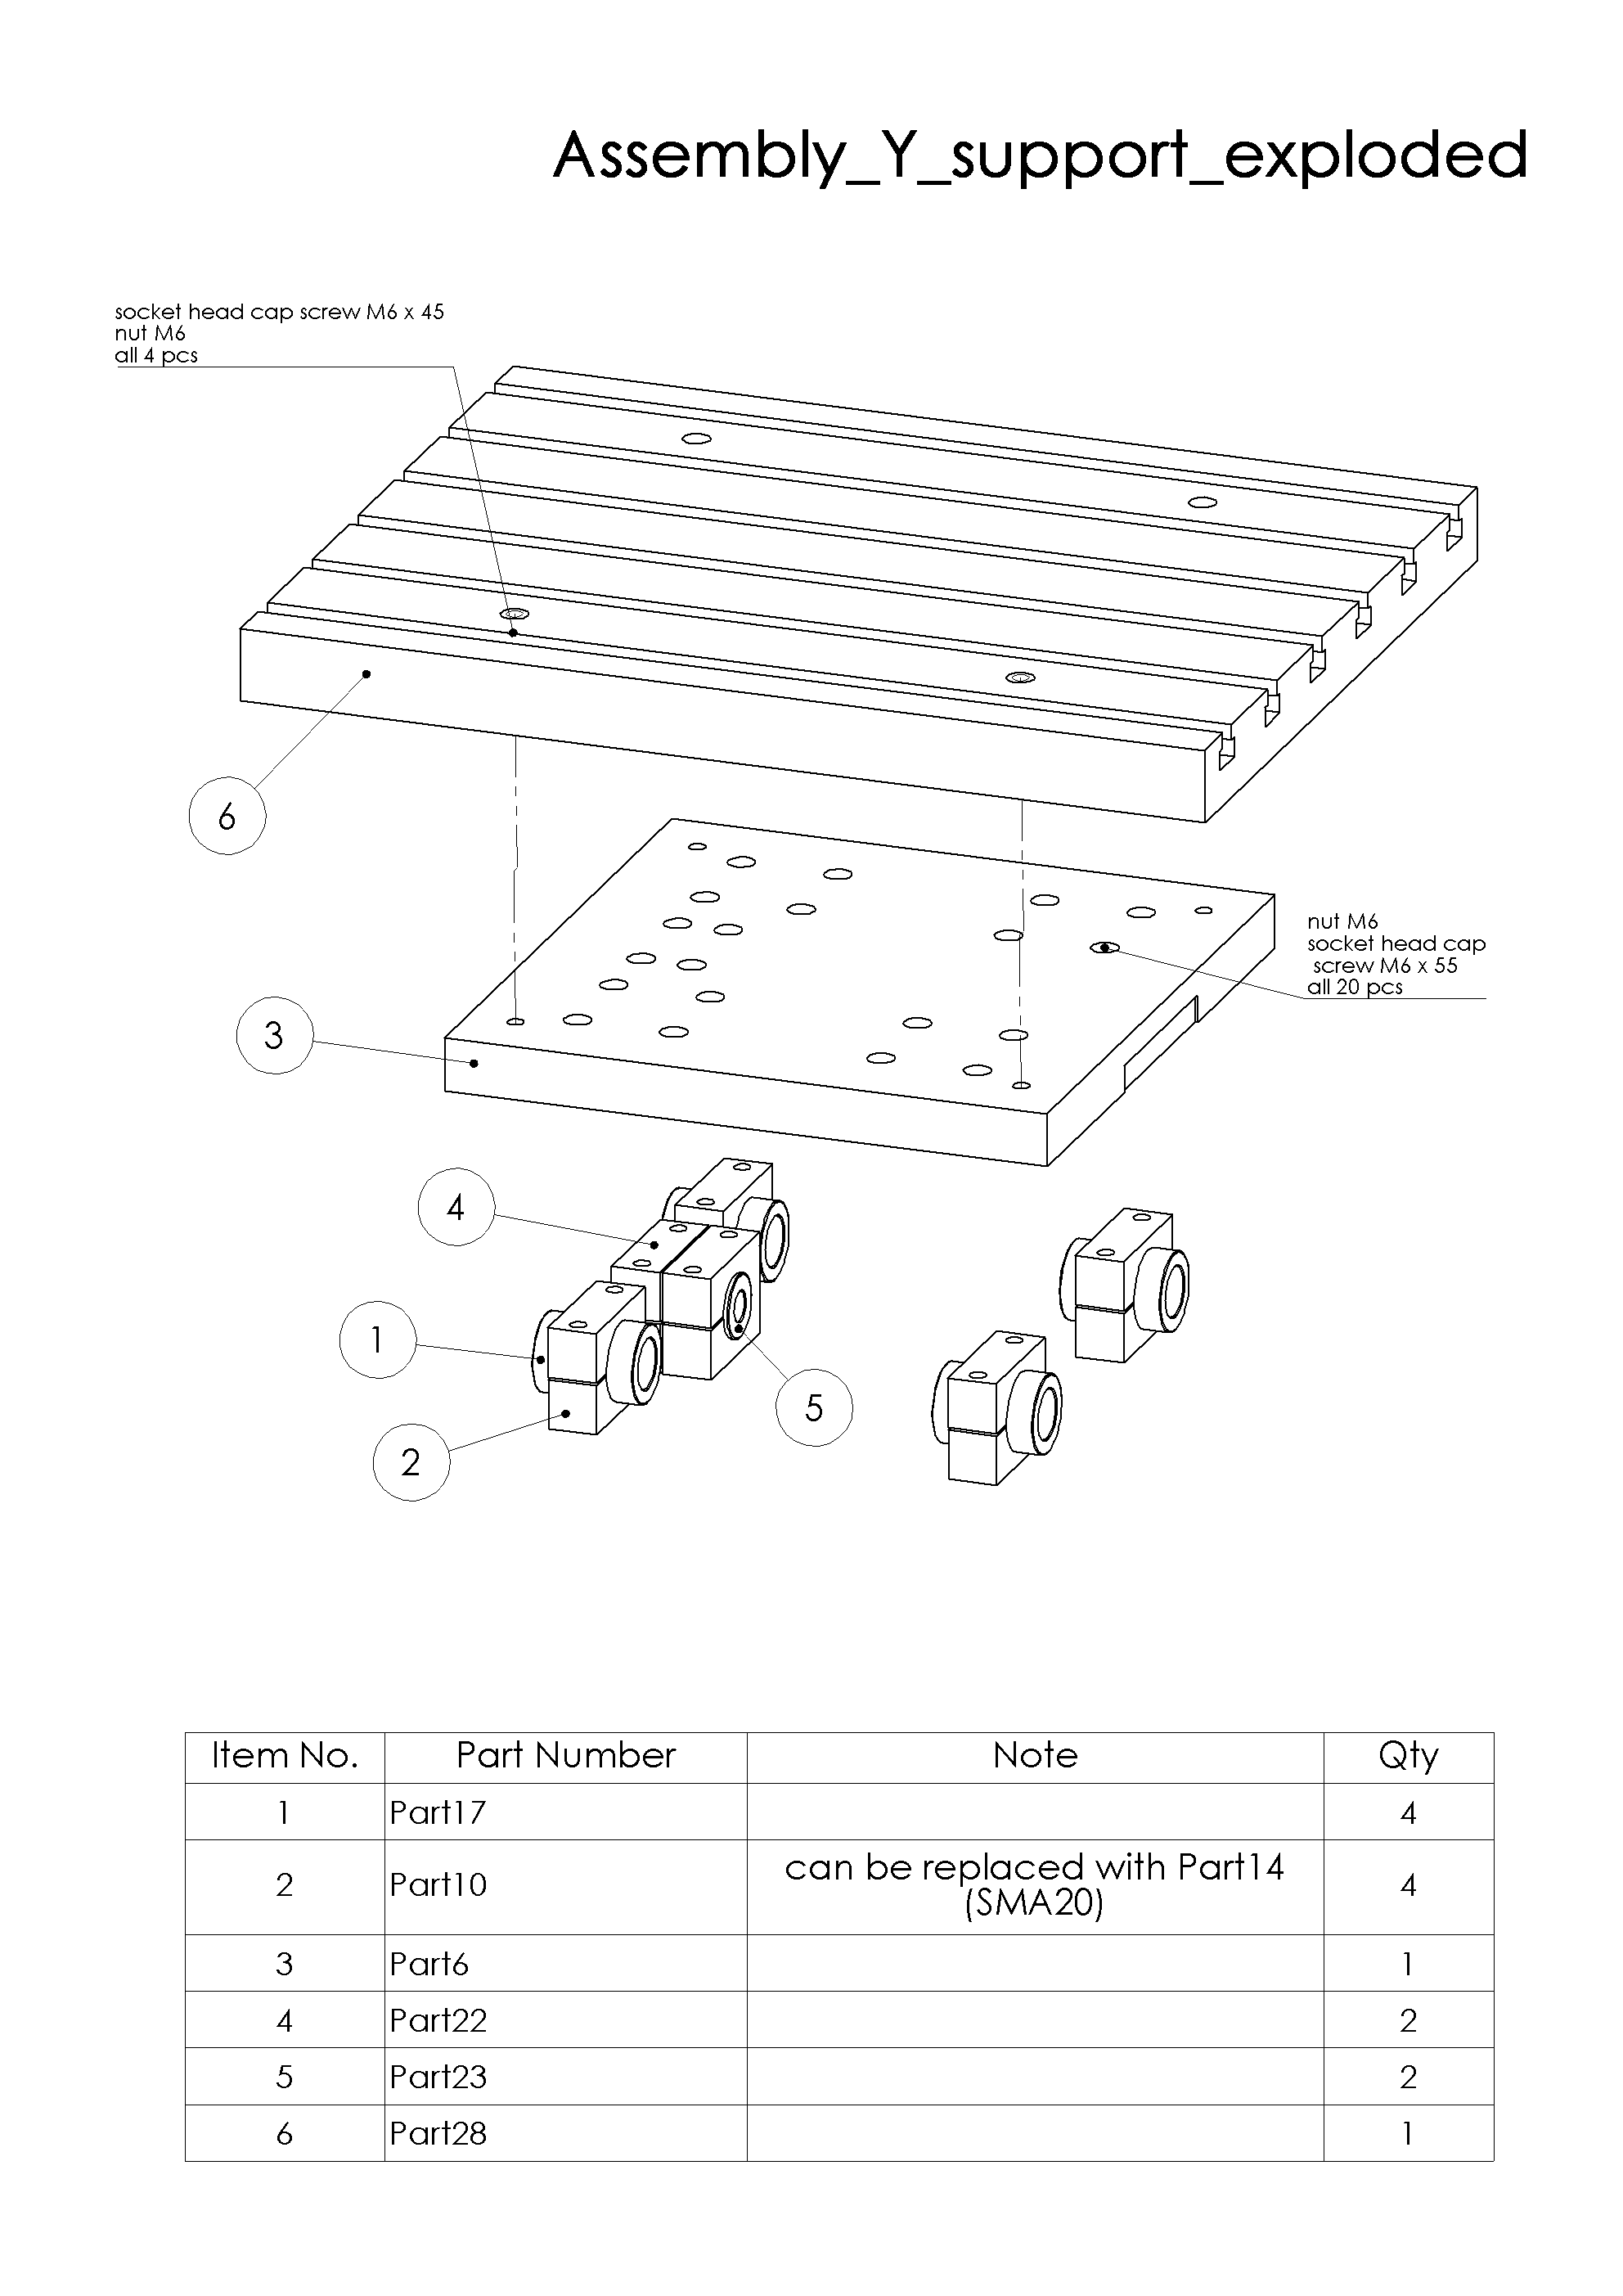 Assembly_Y_support_exploded
socket head cap screw M6 x 45
nut M6
all 4 pcs
6
nut M6
socket head cap
screw M6 x 55
all 20 pcs
3
4
1
5
2
Item No. Part Number Note Qty
1 Part17 4
2 Part10 can be replaced with Part14 4
(SMA20)
3 Part6 1
4 Part22 2
5 Part23 2
6 Part28 1